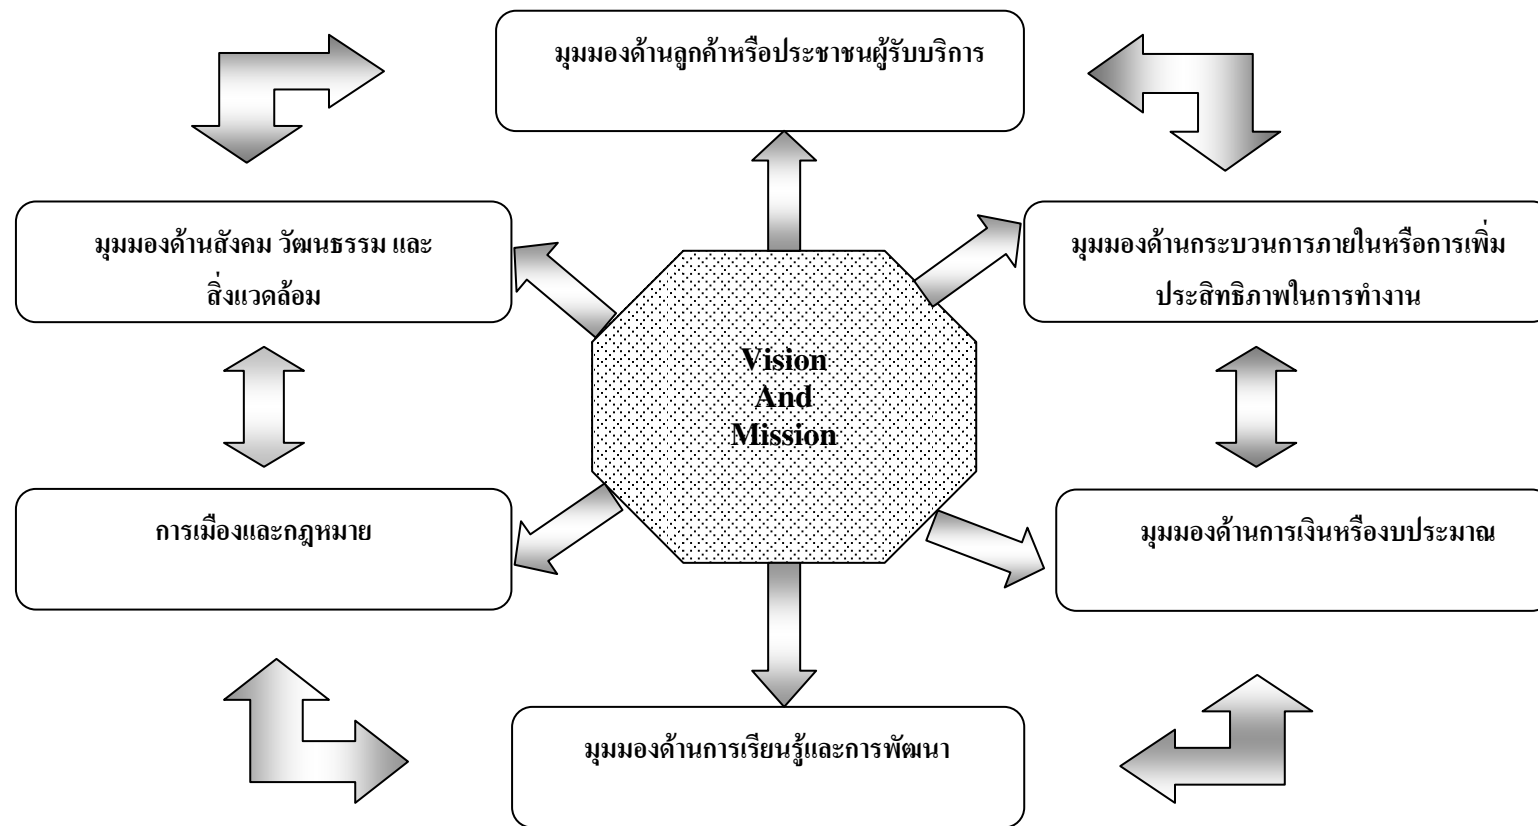 มุมมองด้านลูกค้าหรือประชาชนผู้รับบริการ
มุมมองด้านสังคม วัฒนธรรม และ
สิ่งแวดล้อม
มุมมองด้านกระบวนการภายในหรือการเพิ่ม
ประสิทธิภาพในการทำงาน
Vision
And
Mission
การเมืองและกฎหมาย
มุมมองด้านการเงินหรืองบประมาณ
มุมมองด้านการเรียนรู้และการพัฒนา